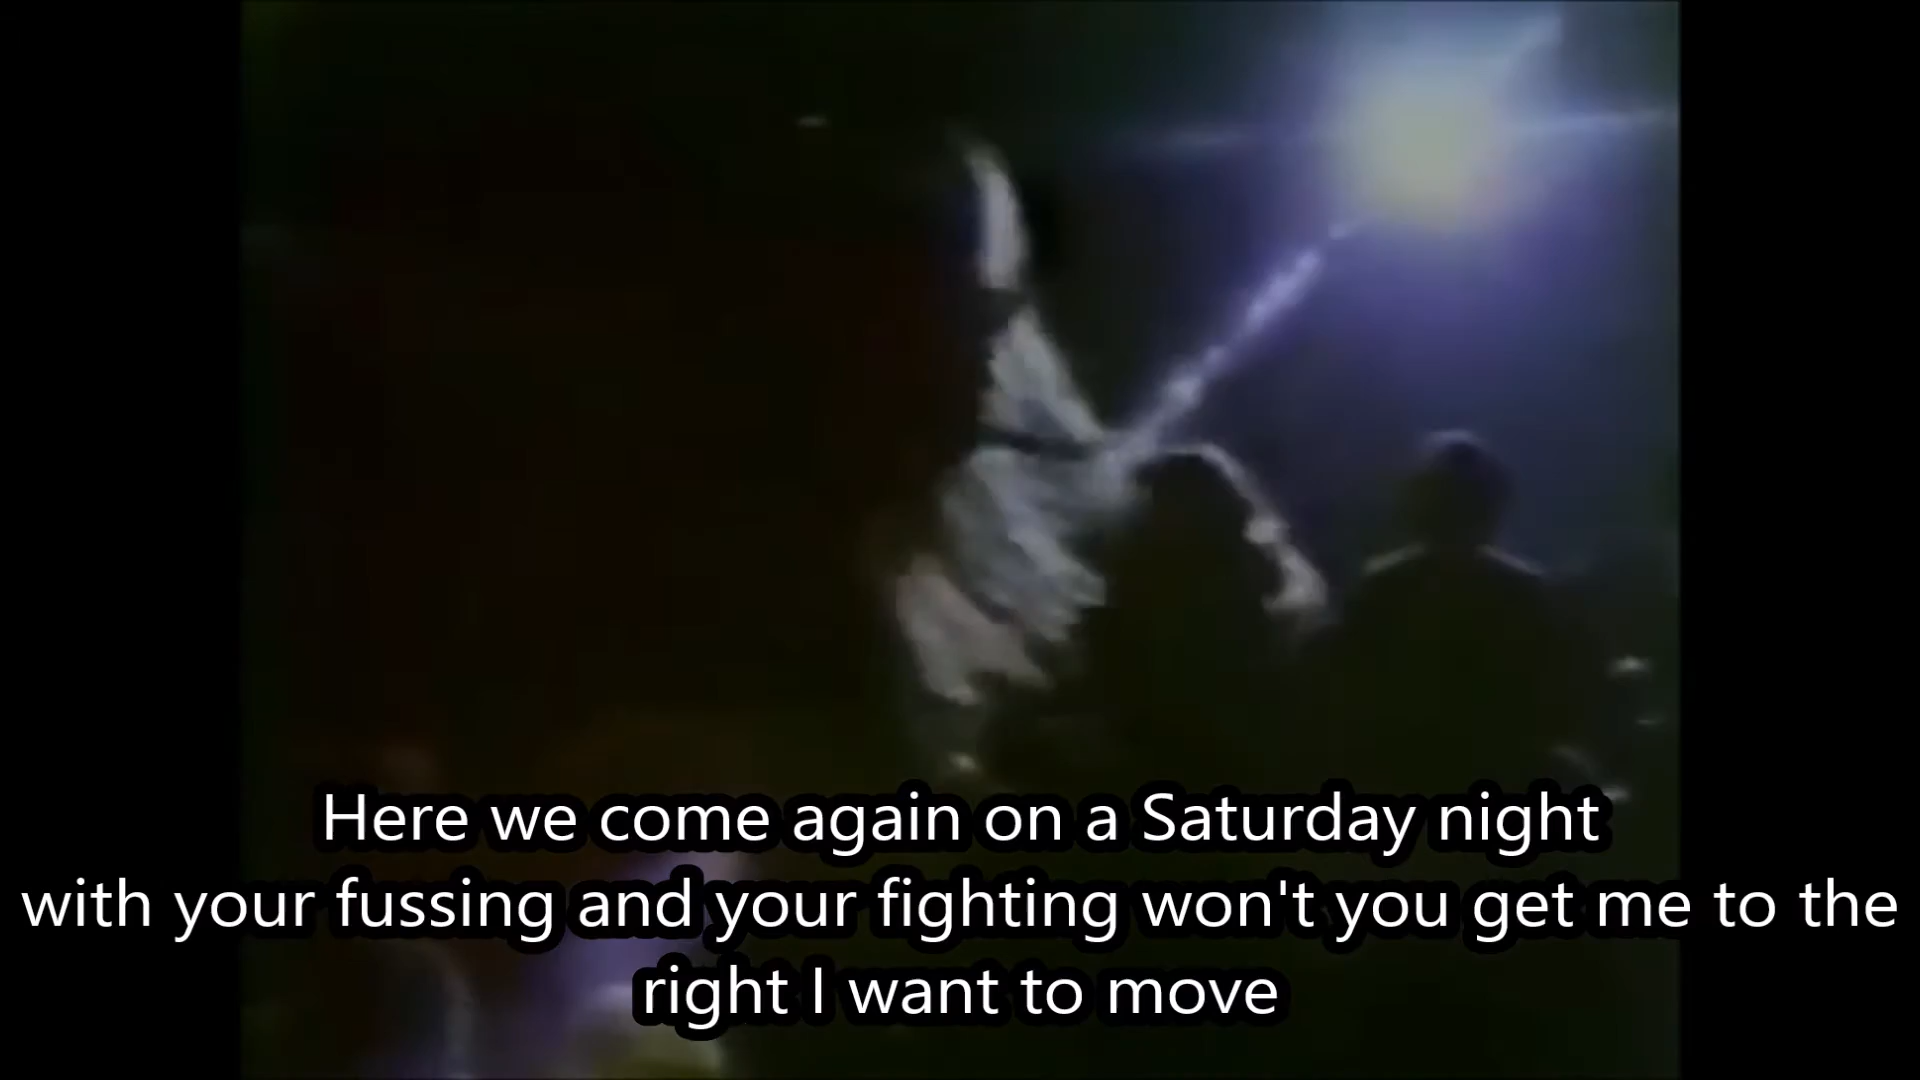 Here we come again on a Saturday night
with your fussing and your fighting won't you get me to the
right I want to move